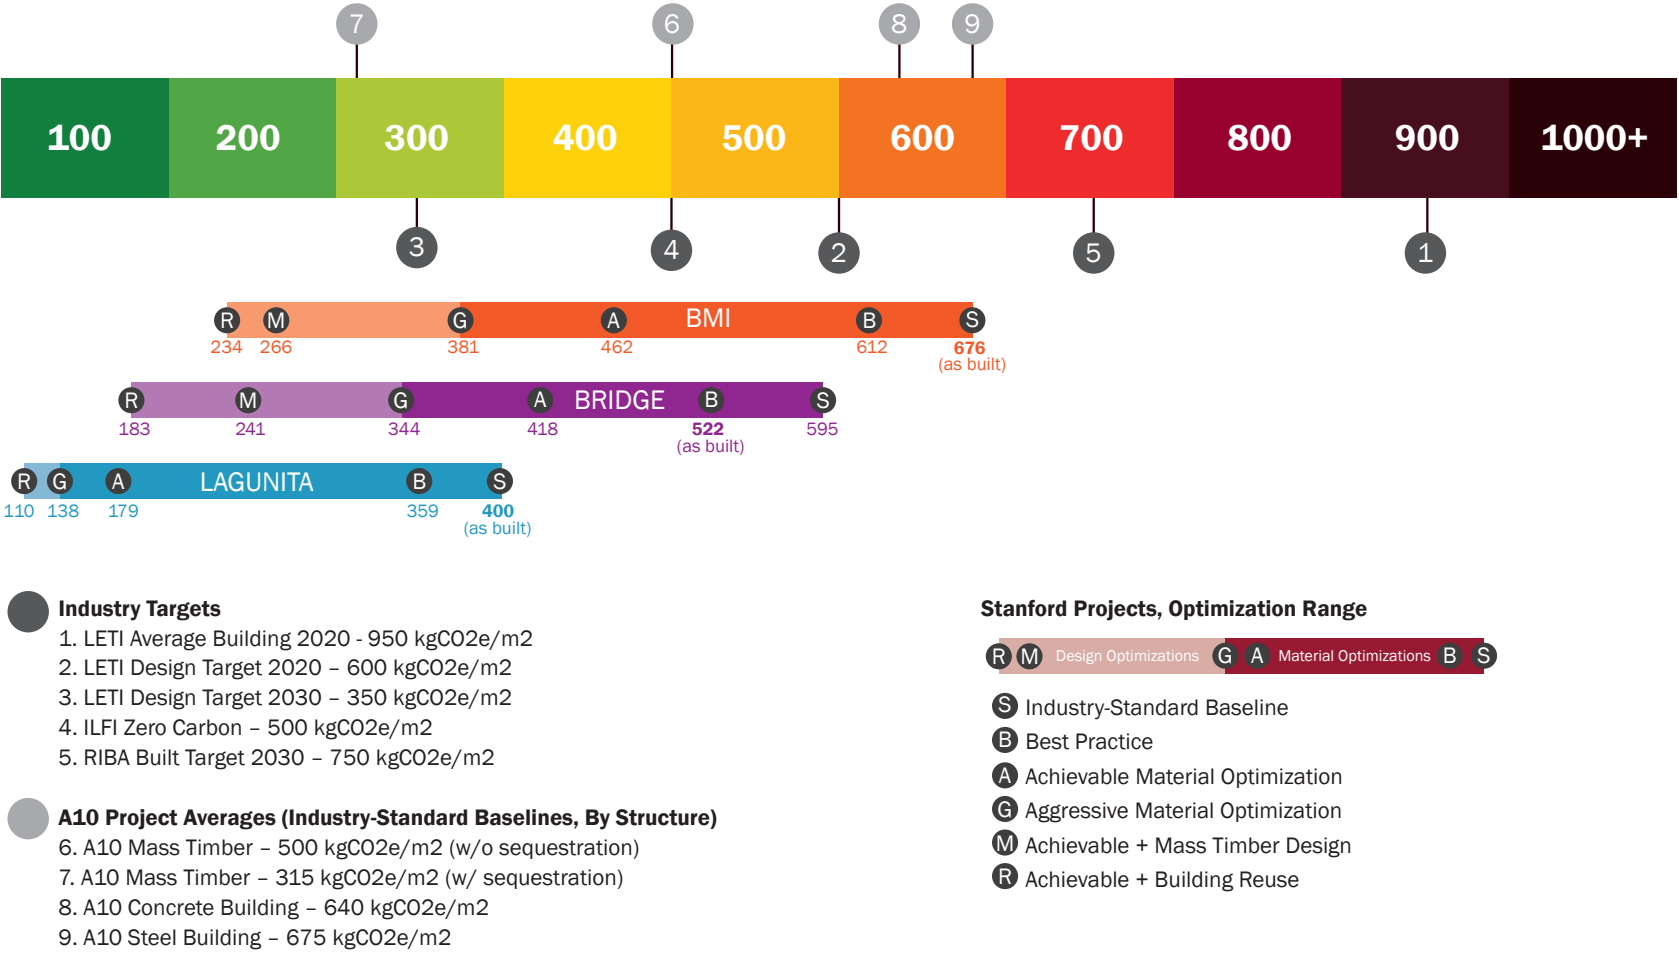 7 6 8 9
100 200 300 400 500 600 700 800 900 1000+
3 4 2 5 1
R M G A BMI B S
234 266 381 462 612 676
(as built)
R M G A BRIDGE B S
183 241 344 418 522 595
(as built)
R G A LAGUNITA B S
110 138 179 359 400
(as built)
Industry Targets
1. LETI Average Building 2020 - 950 kgCO2e/m2
2. LETI Design Target 2020 – 600 kgCO2e/m2
3. LETI Design Target 2030 – 350 kgCO2e/m2
4. ILFI Zero Carbon – 500 kgCO2e/m2
5. RIBA Built Target 2030 – 750 kgCO2e/m2
A10 Project Averages (Industry-Standard Baselines, By Structure)
6. A10 Mass Timber – 500 kgCO2e/m2 (w/o sequestration)
7. A10 Mass Timber – 315 kgCO2e/m2 (w/ sequestration)
8. A10 Concrete Building – 640 kgCO2e/m2
9. A10 Steel Building – 675 kgCO2e/m2
Stanford Projects, Optimization Range
R M Design Optimizations G A Material Optimizations B S
S Industry-Standard Baseline
B Best Practice
A Achievable Material Optimization
G Aggressive Material Optimization
M Achievable + Mass Timber Design
R Achievable + Building Reuse